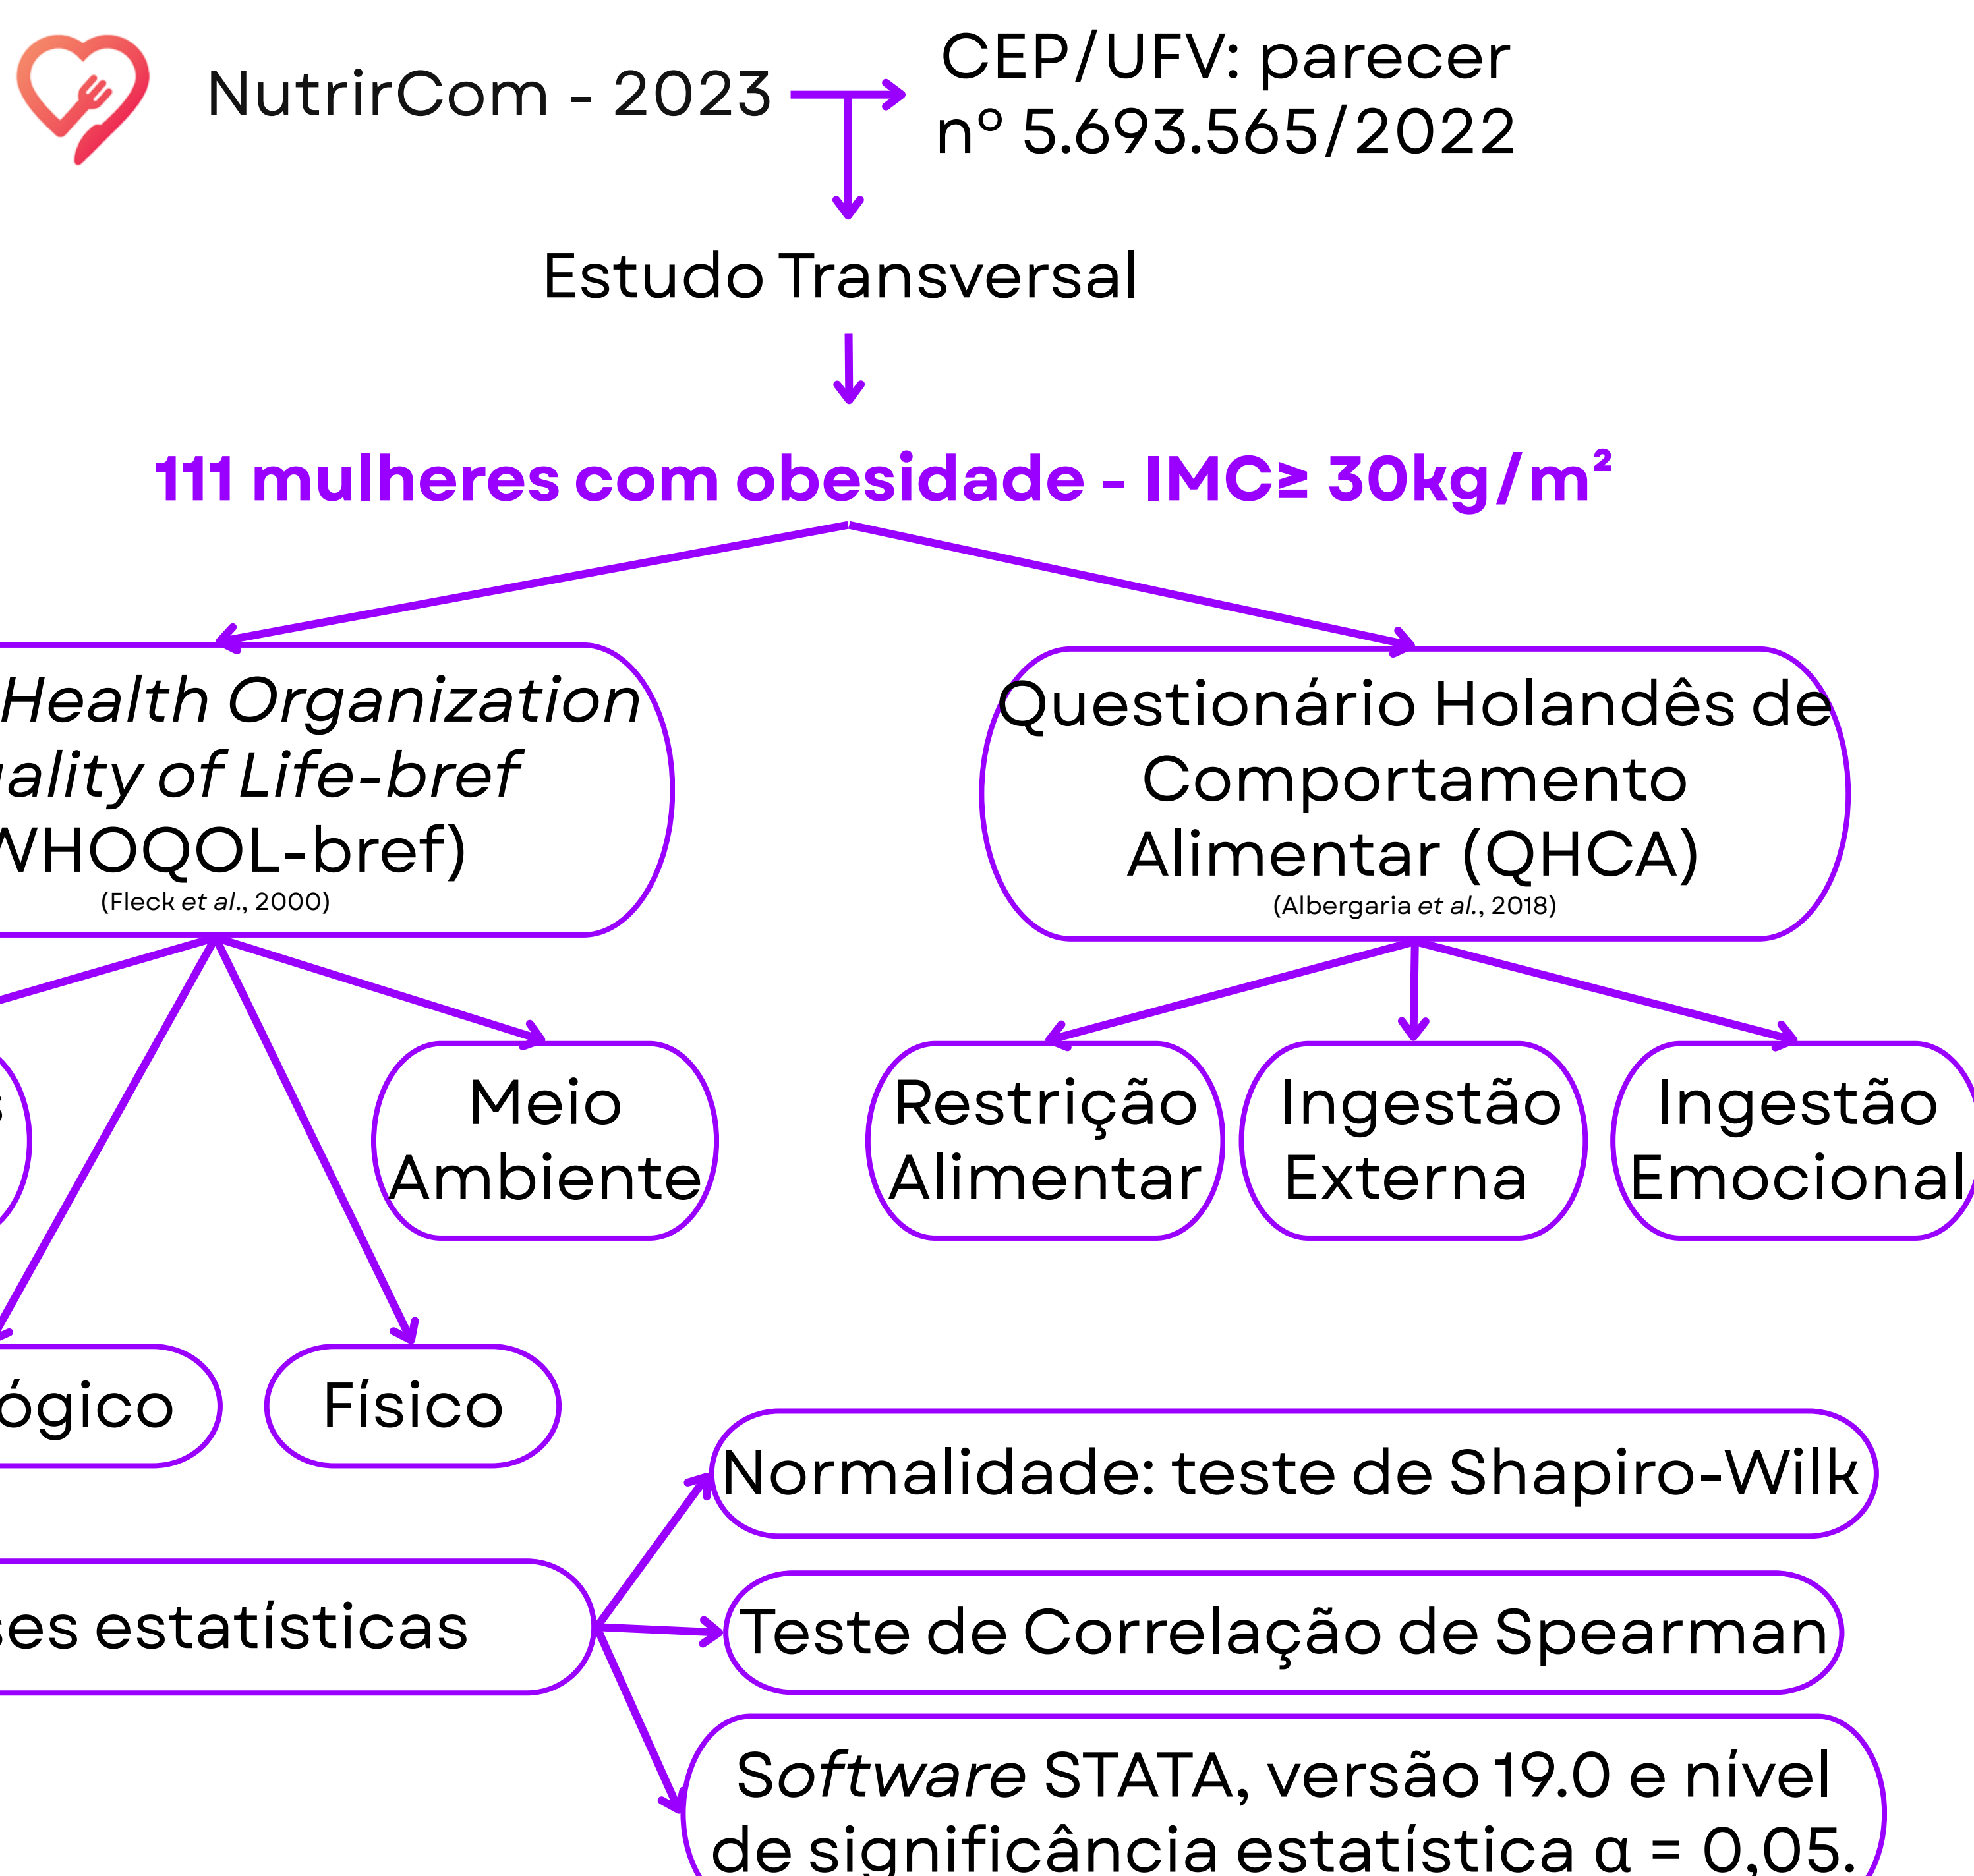 NutrirCom - 2023
CEP/UFV: parecer
nº 5.693.565/2022
Estudo Transversal
111 mulheres com obesidade - IMC≥ 30kg/m²
Health Organization
of Life-bref
WHOQOL-bref)
(Fleck et al., 2000)
Questionário Holandês de
Comportamento
Alimentar (QHCA)
(Albergaria et al., 2018)
Meio
Ambiente
Restrição
Alimentar
Ingestão
Externa
Ingestão
Emocional
Físico
Normalidade: teste de Shapiro-Wilk
estatísticas
Teste de Correlação de Spearman
Software STATA, versão 19.0 e nível
de significância estatística α = 0,05.